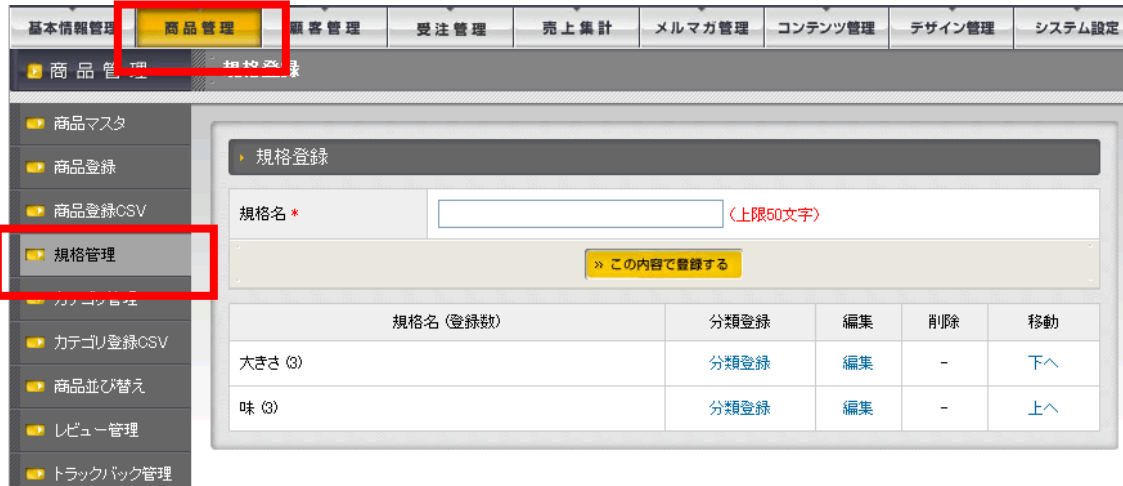 基本情報管理 商品管理 顧客管理 受注管理 売上集計 メルマガ管理 コンテンツ管理 デザイン管理 システム設定
商品管理 規格登録
商品マスタ
商品登録
商品登録CSV
規格管理
カテゴリ管理
カテゴリ登録CSV
商品並び替え
レビュー管理
トラックバック管理
規格登録
規格名 * (上限50文字)
» この内容で登録する
規格名 (登録数) 分類登録 編集 削除 移動
大きさ (3) 分類登録 編集 - 下へ
味 (3) 分類登録 編集 - 上へ